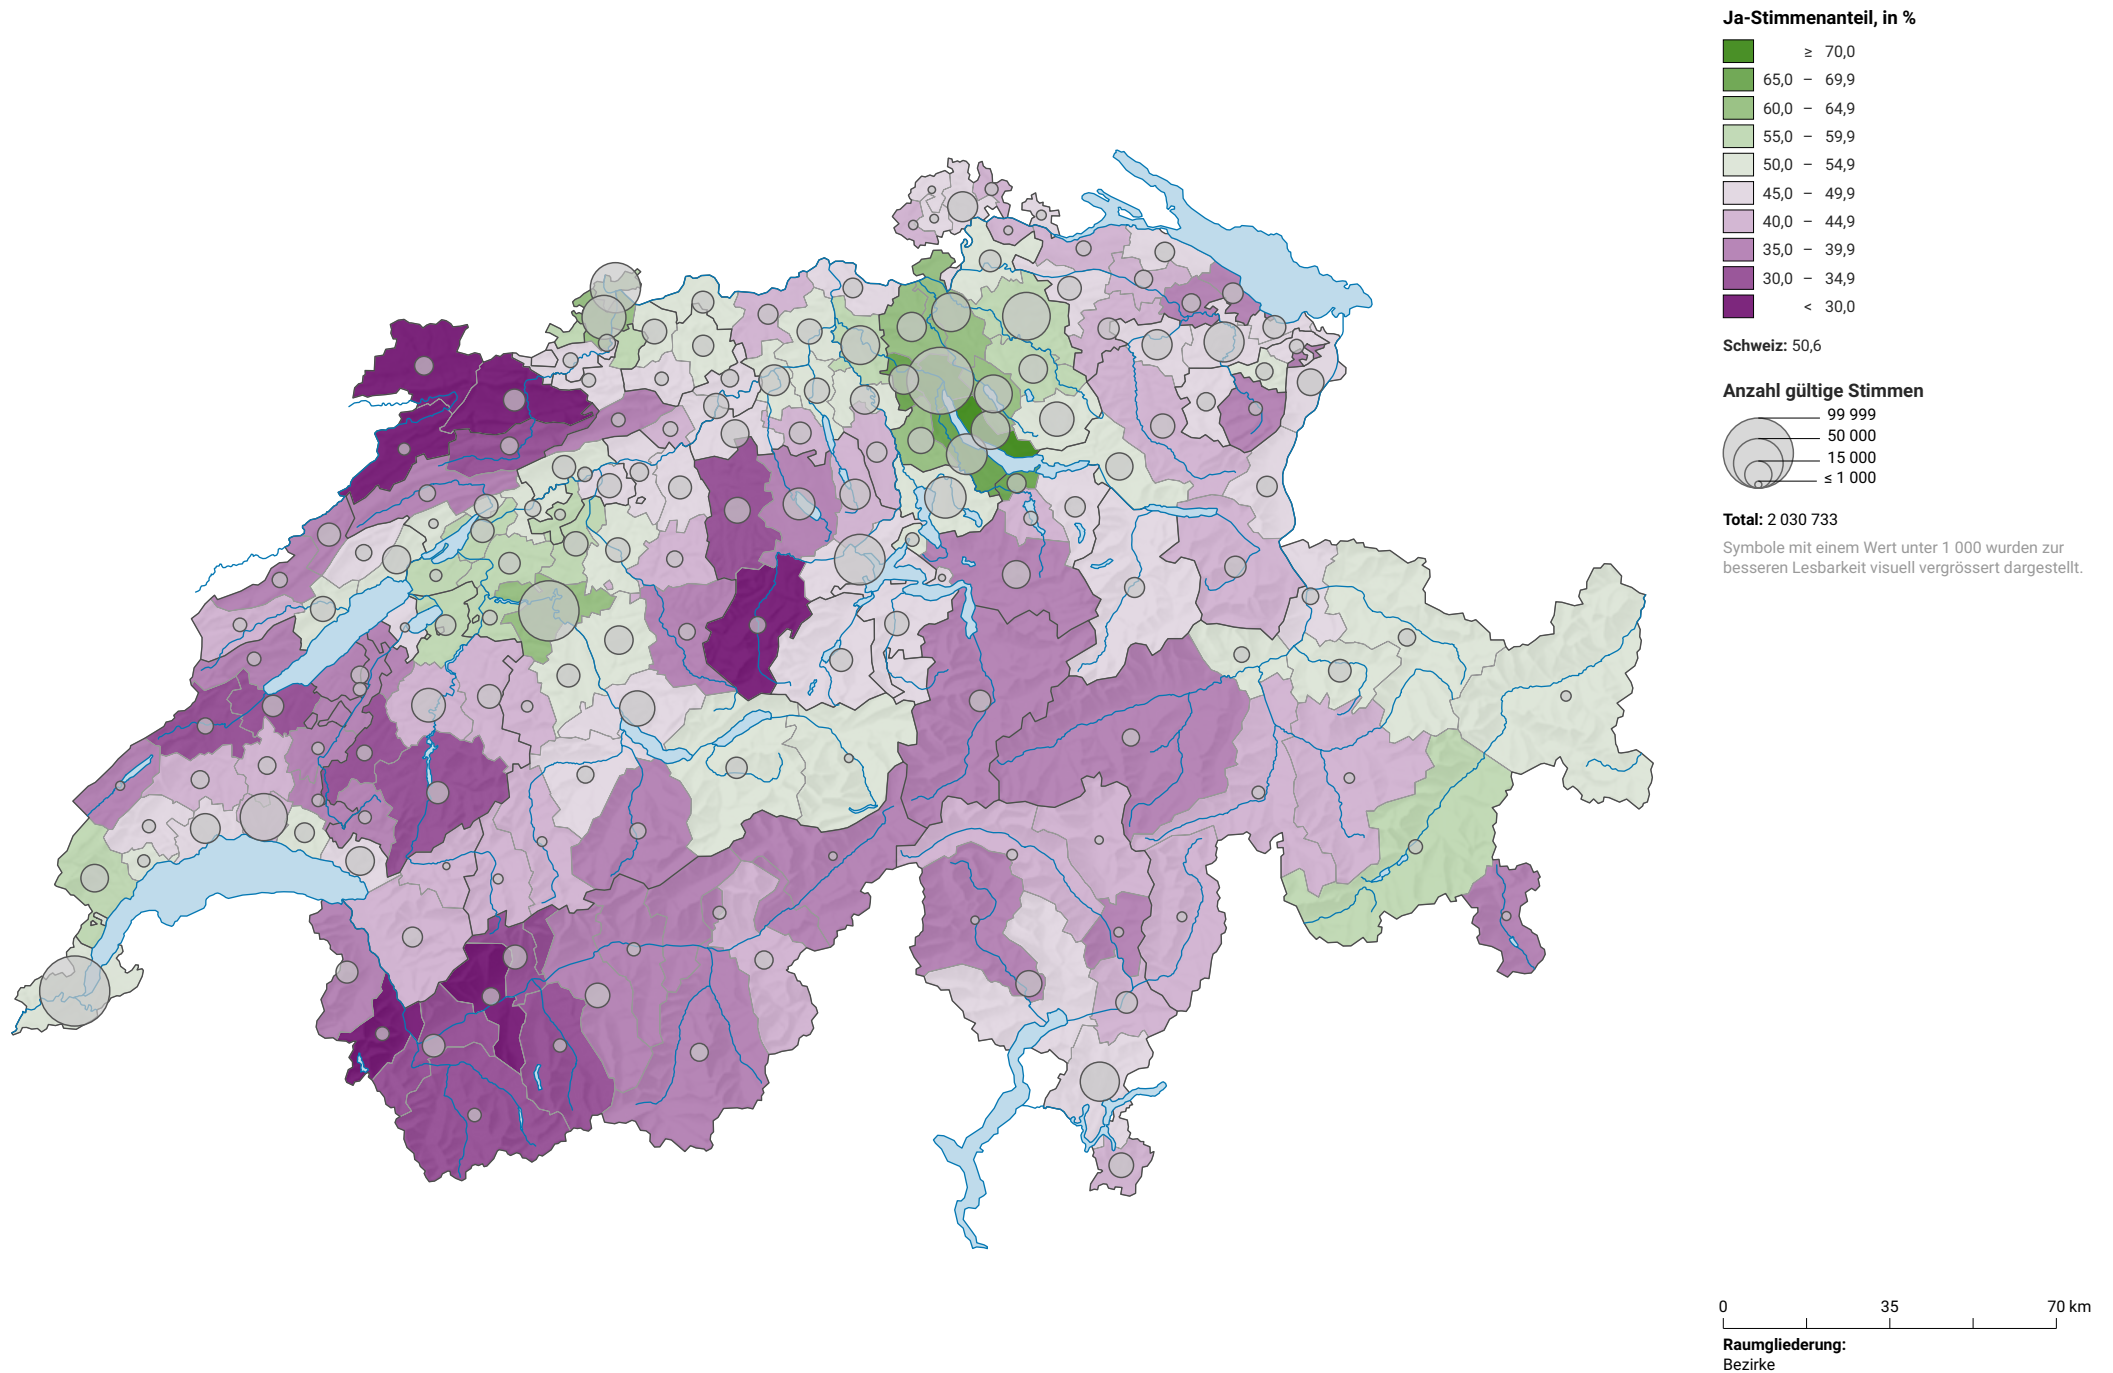 Ja-Stimmenanteil, in %
≥ 70,0
65,0 – 69,9
60,0 – 64,9
55,0 – 59,9
50,0 – 54,9
45,0 – 49,9
40,0 – 44,9
35,0 – 39,9
30,0 – 34,9
< 30,0
Schweiz: 50,6
Anzahl gültige Stimmen
99 999
50 000
15 000
≤ 1 000
Total: 2 030 733
Symbole mit einem Wert unter 1 000 wurden zur
besseren Lesbarkeit visuell vergrössert dargestellt.
0 35 70 km
Raumgliederung:
Bezirke